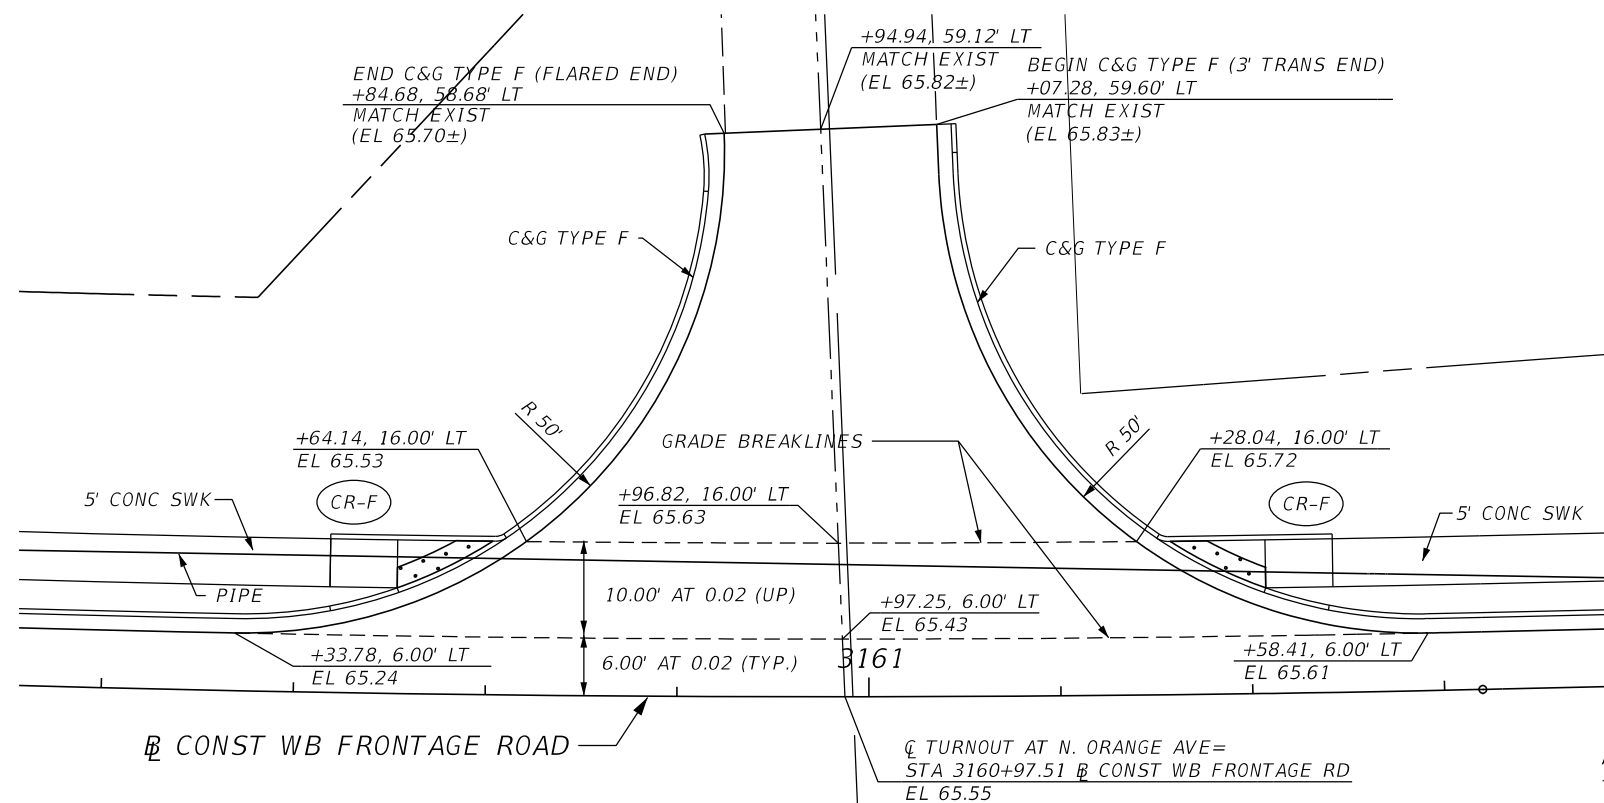 +94.94, 59.12' LT
MATCH EXIST
(EL 65.82±)
END C&G TYPE F (FLARED END)
+84.68, 58.68' LT
MATCH EXIST
(EL 65.70±)
BEGIN C&G TYPE F (3' TRANS END)
+07.28, 59.60' LT
MATCH EXIST
(EL 65.83±)
C&G TYPE F
C&G TYPE F
R 50'
R 50'
+64.14, 16.00' LT
EL 65.53
GRADE BREAKLINES
+28.04, 16.00' LT
EL 65.72
5' CONC SWK
CR-F
+96.82, 16.00' LT
EL 65.63
CR-F
5' CONC SWK
PIPE
10.00' AT 0.02 (UP)
+97.25, 6.00' LT
EL 65.43
+33.78, 6.00' LT
EL 65.24
6.00' AT 0.02 (TYP.)
3161
+58.41, 6.00' LT
EL 65.61
℄ CONST WB FRONTAGE ROAD
℄ TURNOUT AT N. ORANGE AVE=
STA 3160+97.51 ℄ CONST WB FRONTAGE RD
EL 65.55